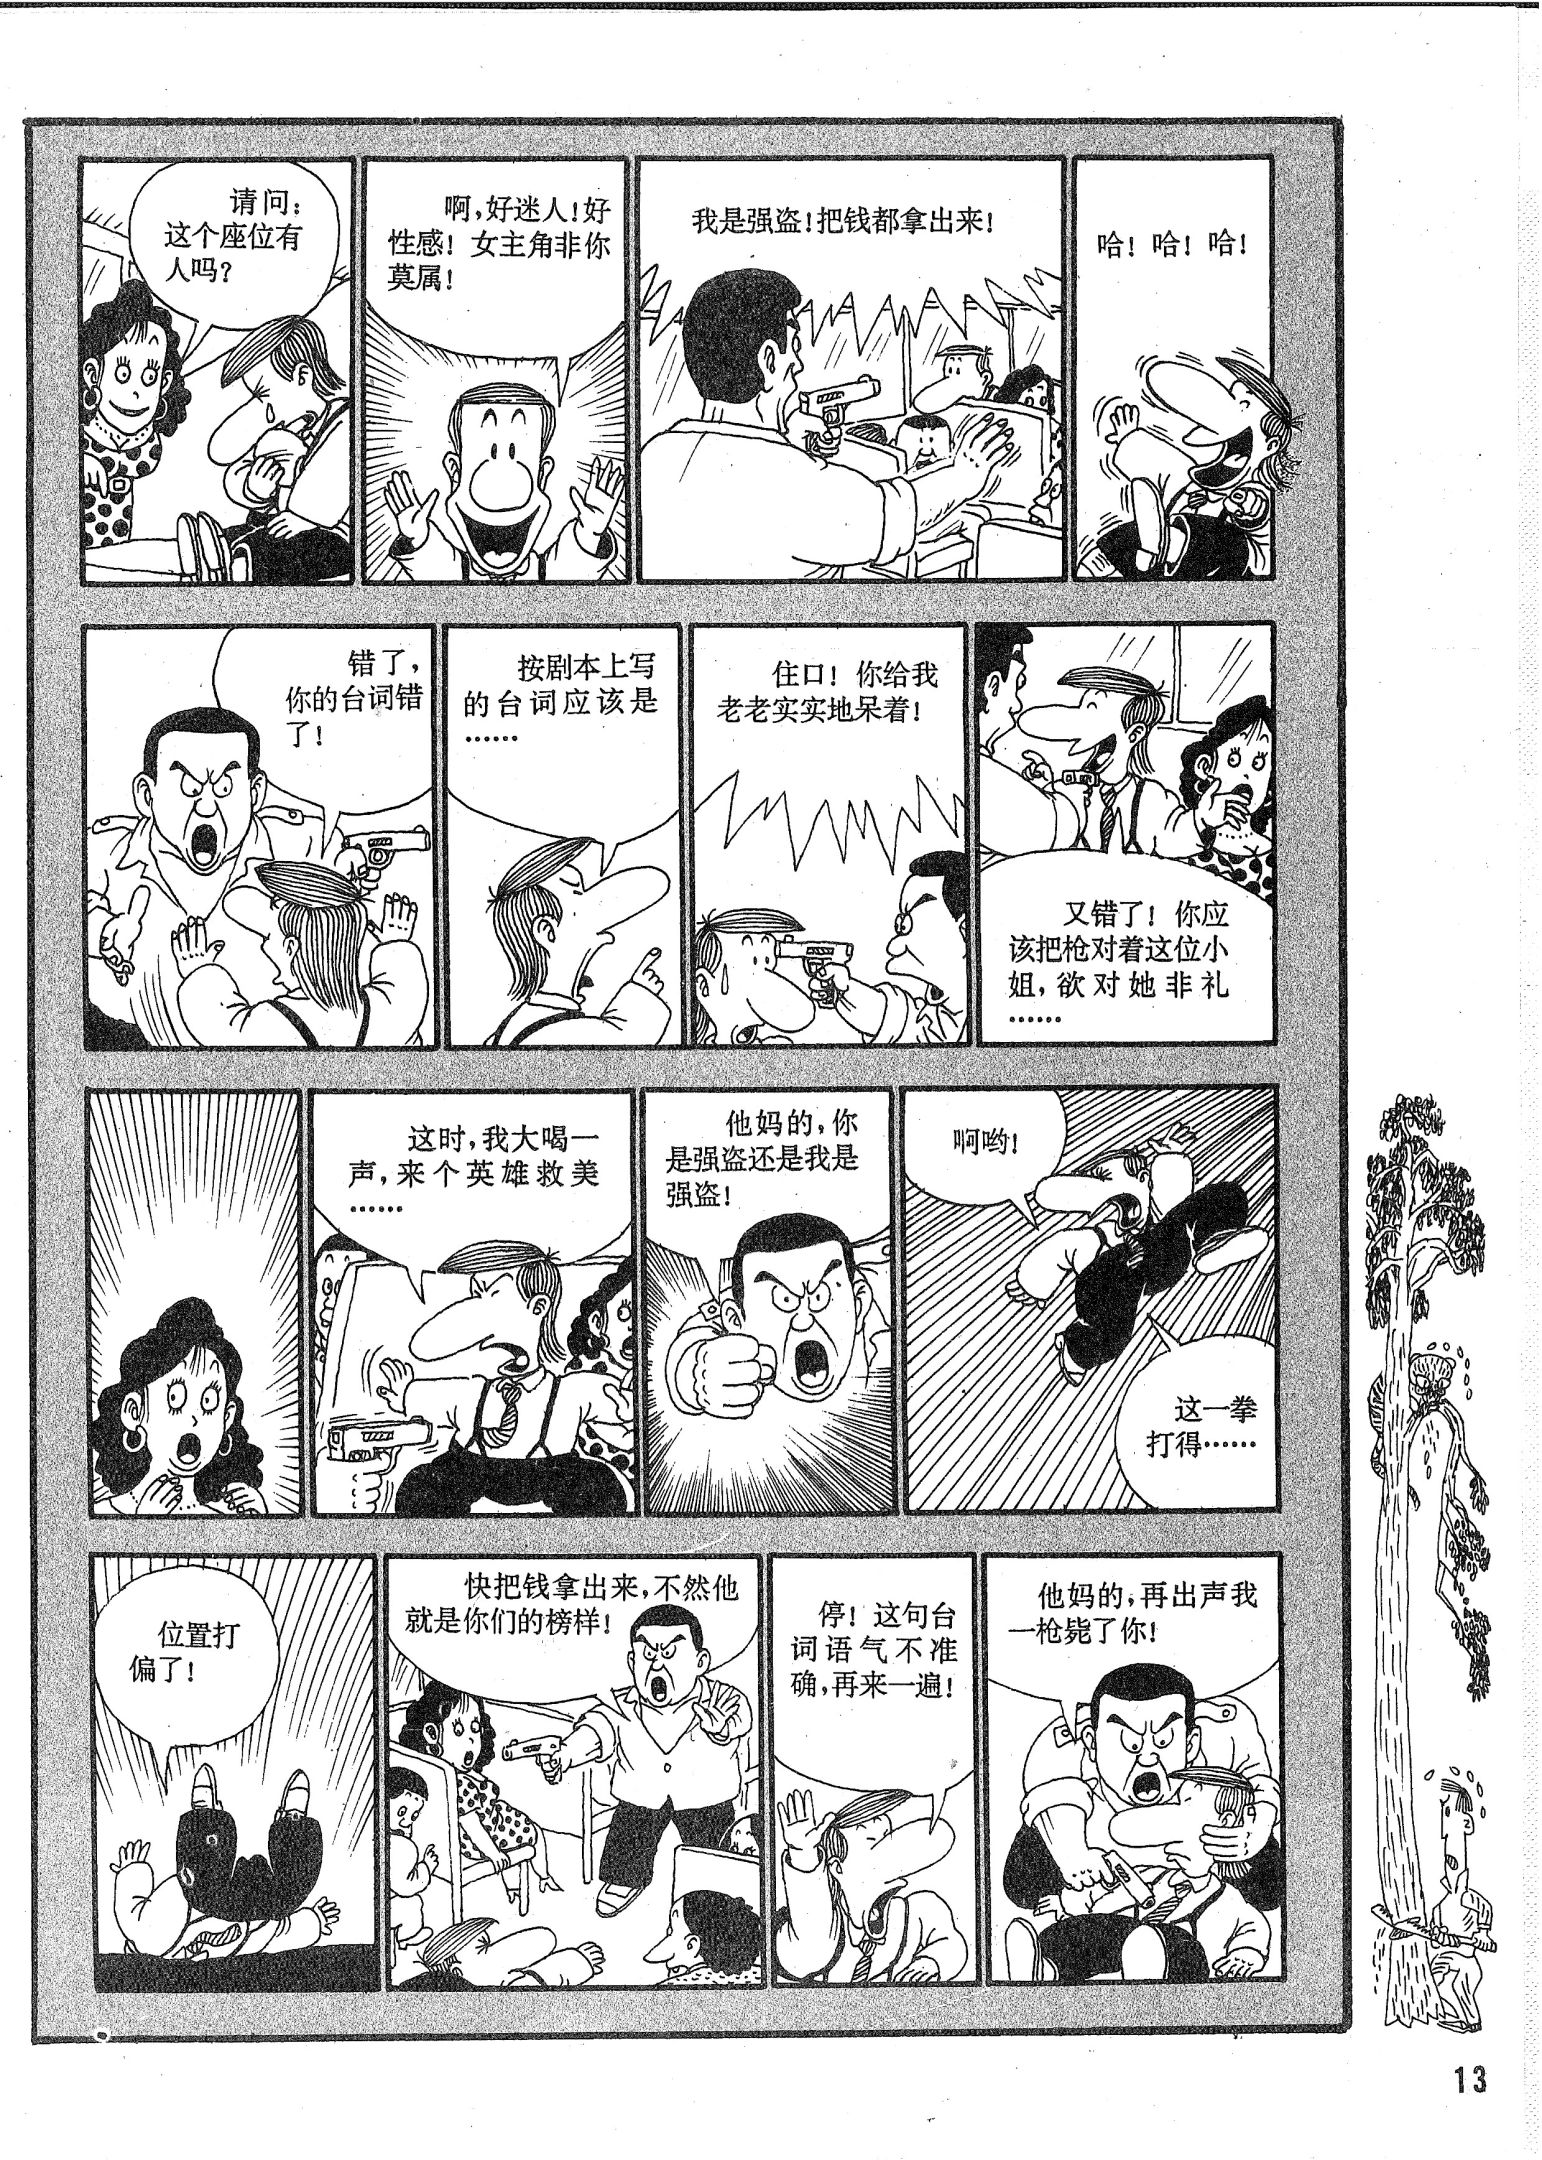 请问：
这个座位有
人吗？
啊，好迷人！好
性感！女主角非你
莫属！
我是强盗！把钱都拿出来！
哈！哈！哈！
错了，
你的台词错
了！
按剧本上写
的台词应该是
……
住口！你给我
老老实实地呆着！
又错了！你应
该把枪对着这位小
姐，欲对她非礼
……
这时，我大喝一
声，来个英雄救美
……
他妈的，你
是强盗还是我是
强盗！
啊哟！
这一拳
打得……
位置打
偏了！
快把钱拿出来，不然他
就是你们的榜样！
停！这句台
词语气不准
确，再来一遍！
他妈的，再出声我
一枪毙了你！
13